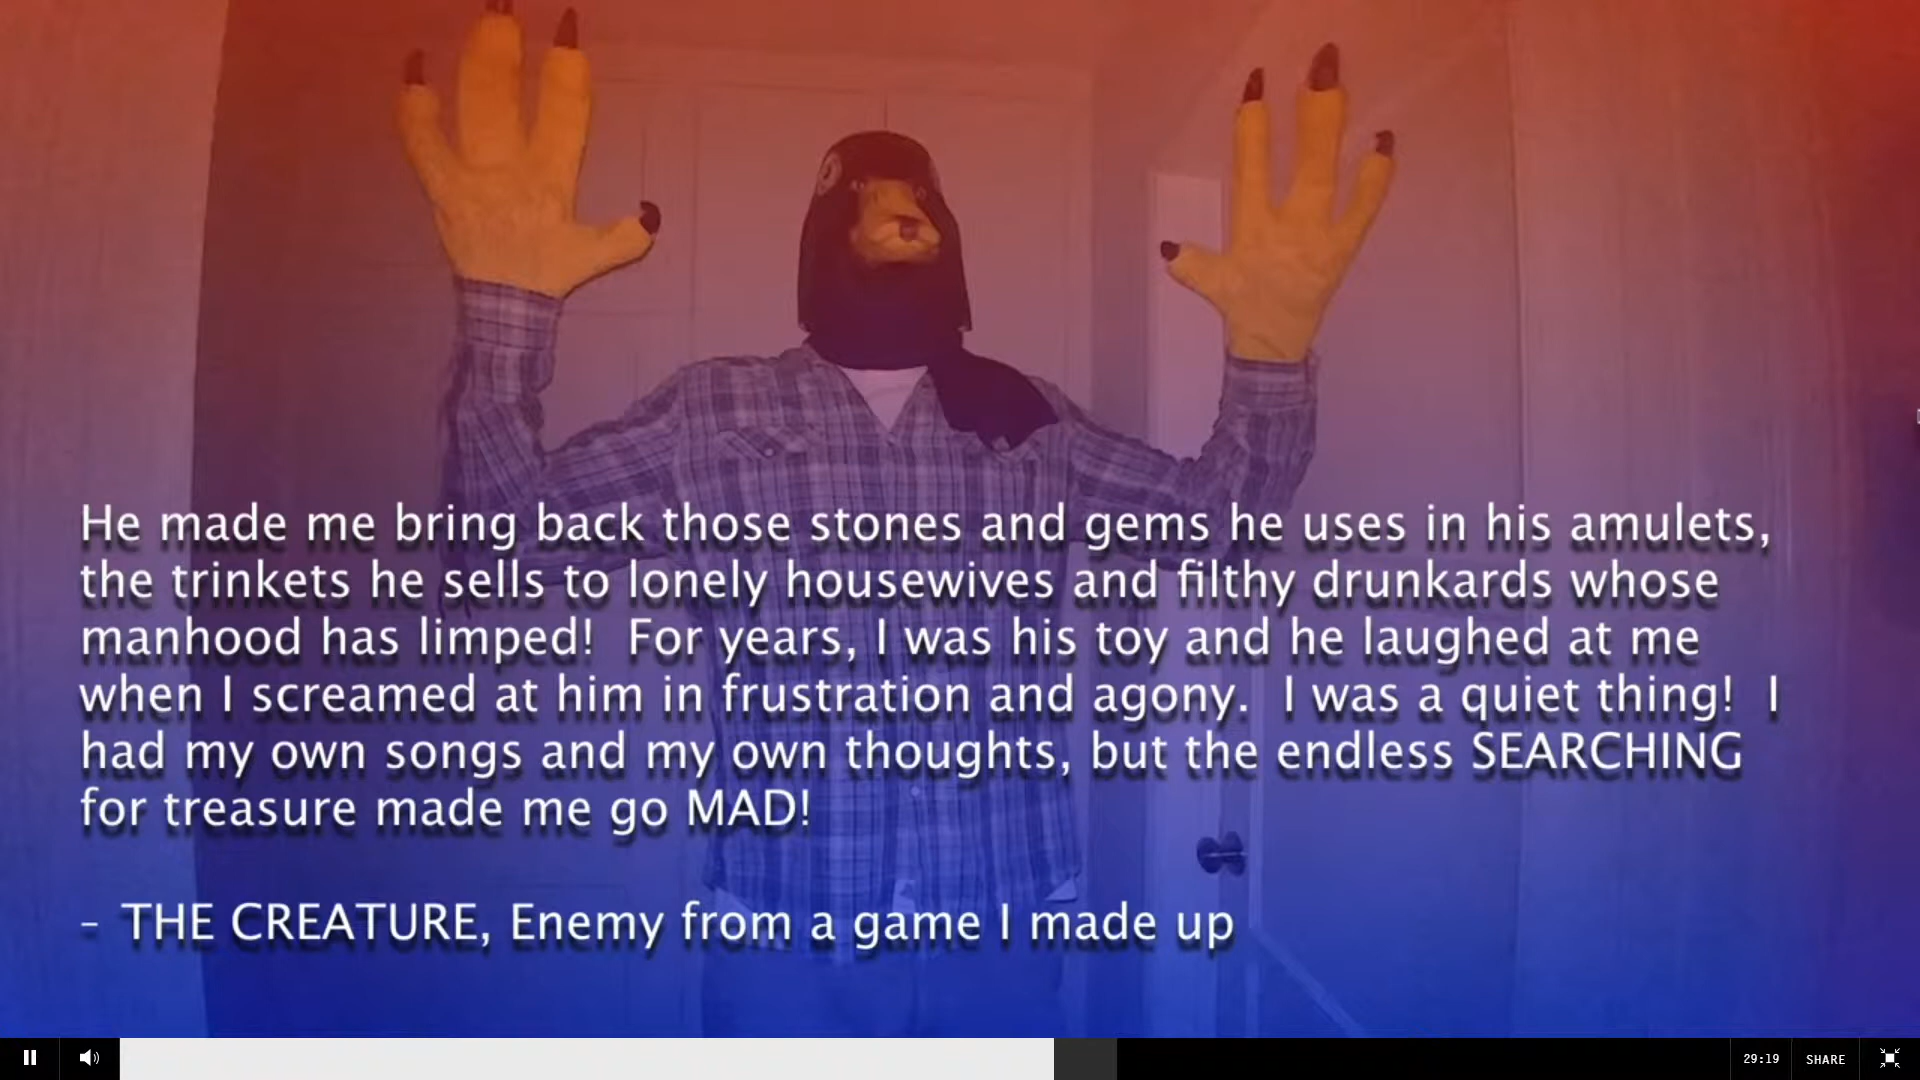 He made me bring back those stones and gems he uses in his amulets,
the trinkets he sells to lonely housewives and filthy drunkards whose
manhood has limped!  For years, I was his toy and he laughed at me
when I screamed at him in frustration and agony.  I was a quiet thing!  I
had my own songs and my own thoughts, but the endless SEARCHING
for treasure made me go MAD!
– THE CREATURE, Enemy from a game I made up
29:19 SHARE